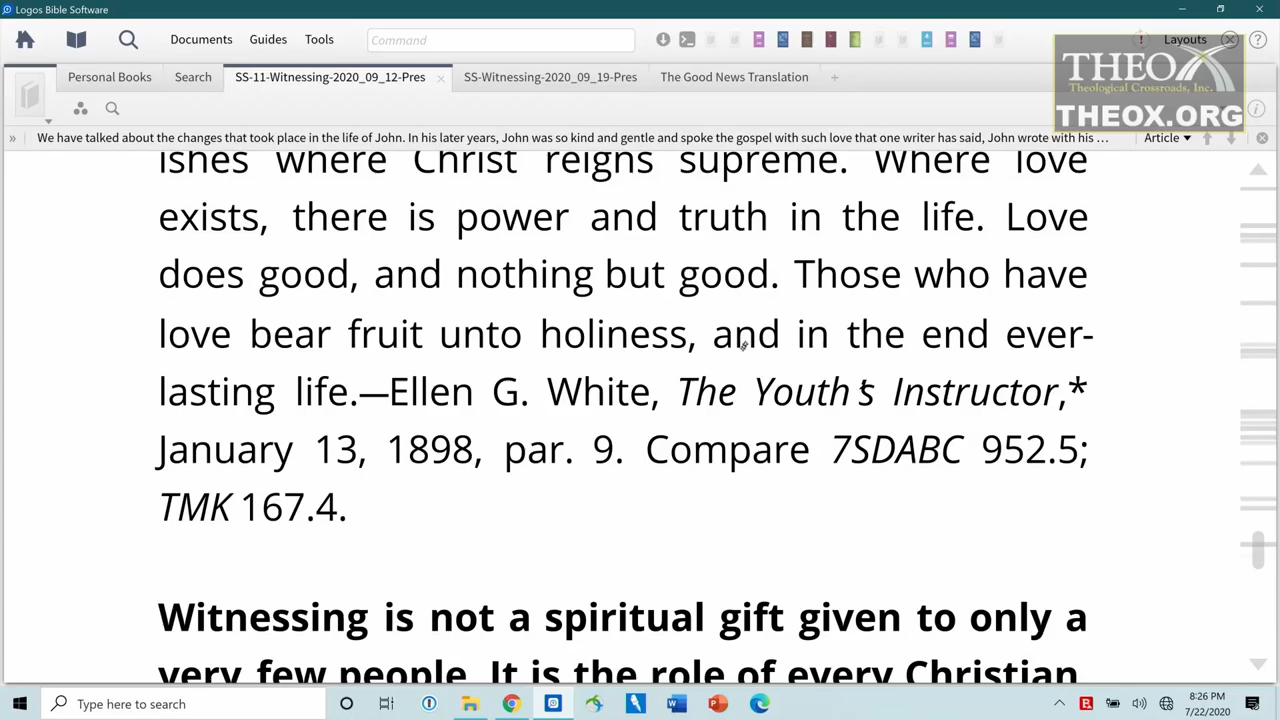 Logos Bible Software
Documents Guides Tools Command Layouts
THEOX
Theological Crossroads, Inc.
THEOX.ORG
Personal Books Search SS-11-Witnessing-2020_09_12-Pres SS-Witnessing-2020_09_19-Pres The Good News Translation
We have talked about the changes that took place in the life of John. In his later years, John was so kind and gentle and spoke the gospel with such love that one writer has said, John wrote with his ... Article
ishes where Christ reigns supreme. Where love
exists, there is power and truth in the life. Love
does good, and nothing but good. Those who have
love bear fruit unto holiness, and in the end ever-
lasting life.—Ellen G. White, The Youth's Instructor,*
January 13, 1898, par. 9. Compare 7SDABC 952.5;
TMK 167.4.
Witnessing is not a spiritual gift given to only a
very few people. It is the role of every Christian
Type here to search
8:26 PM
7/22/2020